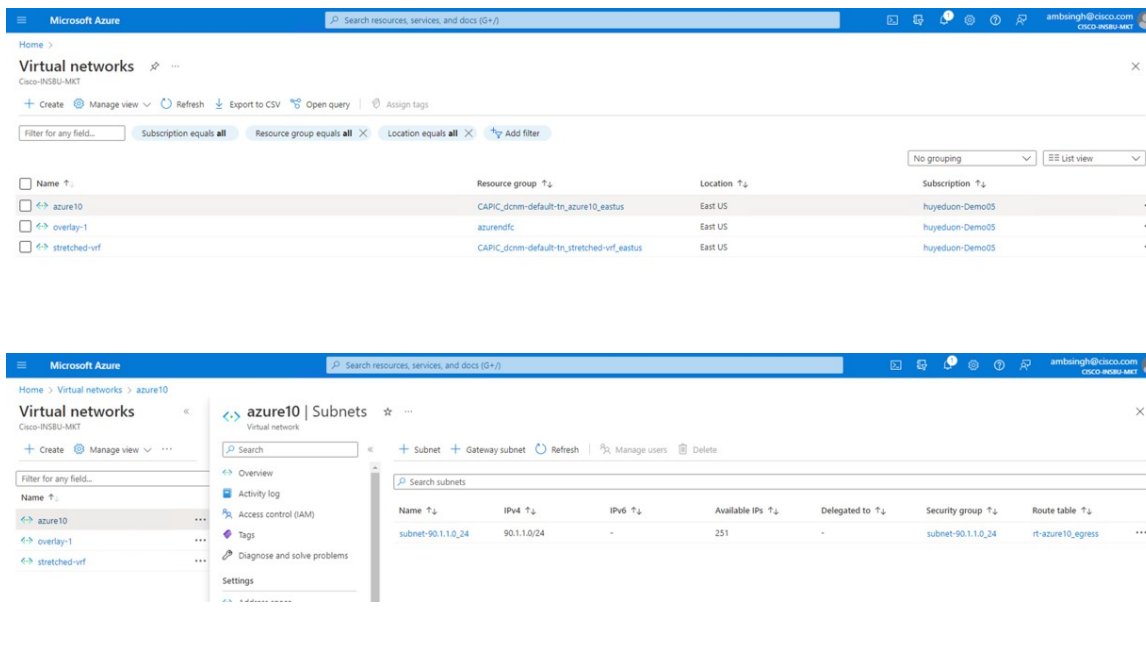 Microsoft Azure
Search resources, services, and docs (G+/)
1
ambsingh@cisco.com
CISCO-INSBU-MKT
Home >
Virtual networks
Cisco-INSBU-MKT
+ Create Manage view Refresh Export to CSV Open query Assign tags
Filter for any field... Subscription equals all Resource group equals all Location equals all Add filter
No grouping List view
Name Resource group Location Subscription
azure10 CAPIC_dcnm-default-tn_azure10_eastus East US huyeduon-Demo05
overlay-1 azurendfc East US huyeduon-Demo05
stretched-vrf CAPIC_dcnm-default-tn_stretched-vrf_eastus East US huyeduon-Demo05
Microsoft Azure
Search resources, services, and docs (G+/)
1
ambsingh@cisco.com
CISCO-INSBU-MKT
Home > Virtual networks > azure10
Virtual networks
Cisco-INSBU-MKT
+ Create Manage view
Filter for any field...
Name
azure10
overlay-1
stretched-vrf
azure10 | Subnets
Virtual network
Search
Overview
Activity log
Access control (IAM)
Tags
Diagnose and solve problems
Settings
Address space
+ Subnet + Gateway subnet Refresh Manage users Delete
Search subnets
Name IPv4 IPv6 Available IPs Delegated to Security group Route table
subnet-90.1.1.0_24 90.1.1.0/24 - 251 - subnet-90.1.1.0_24 rt-azure10_egress